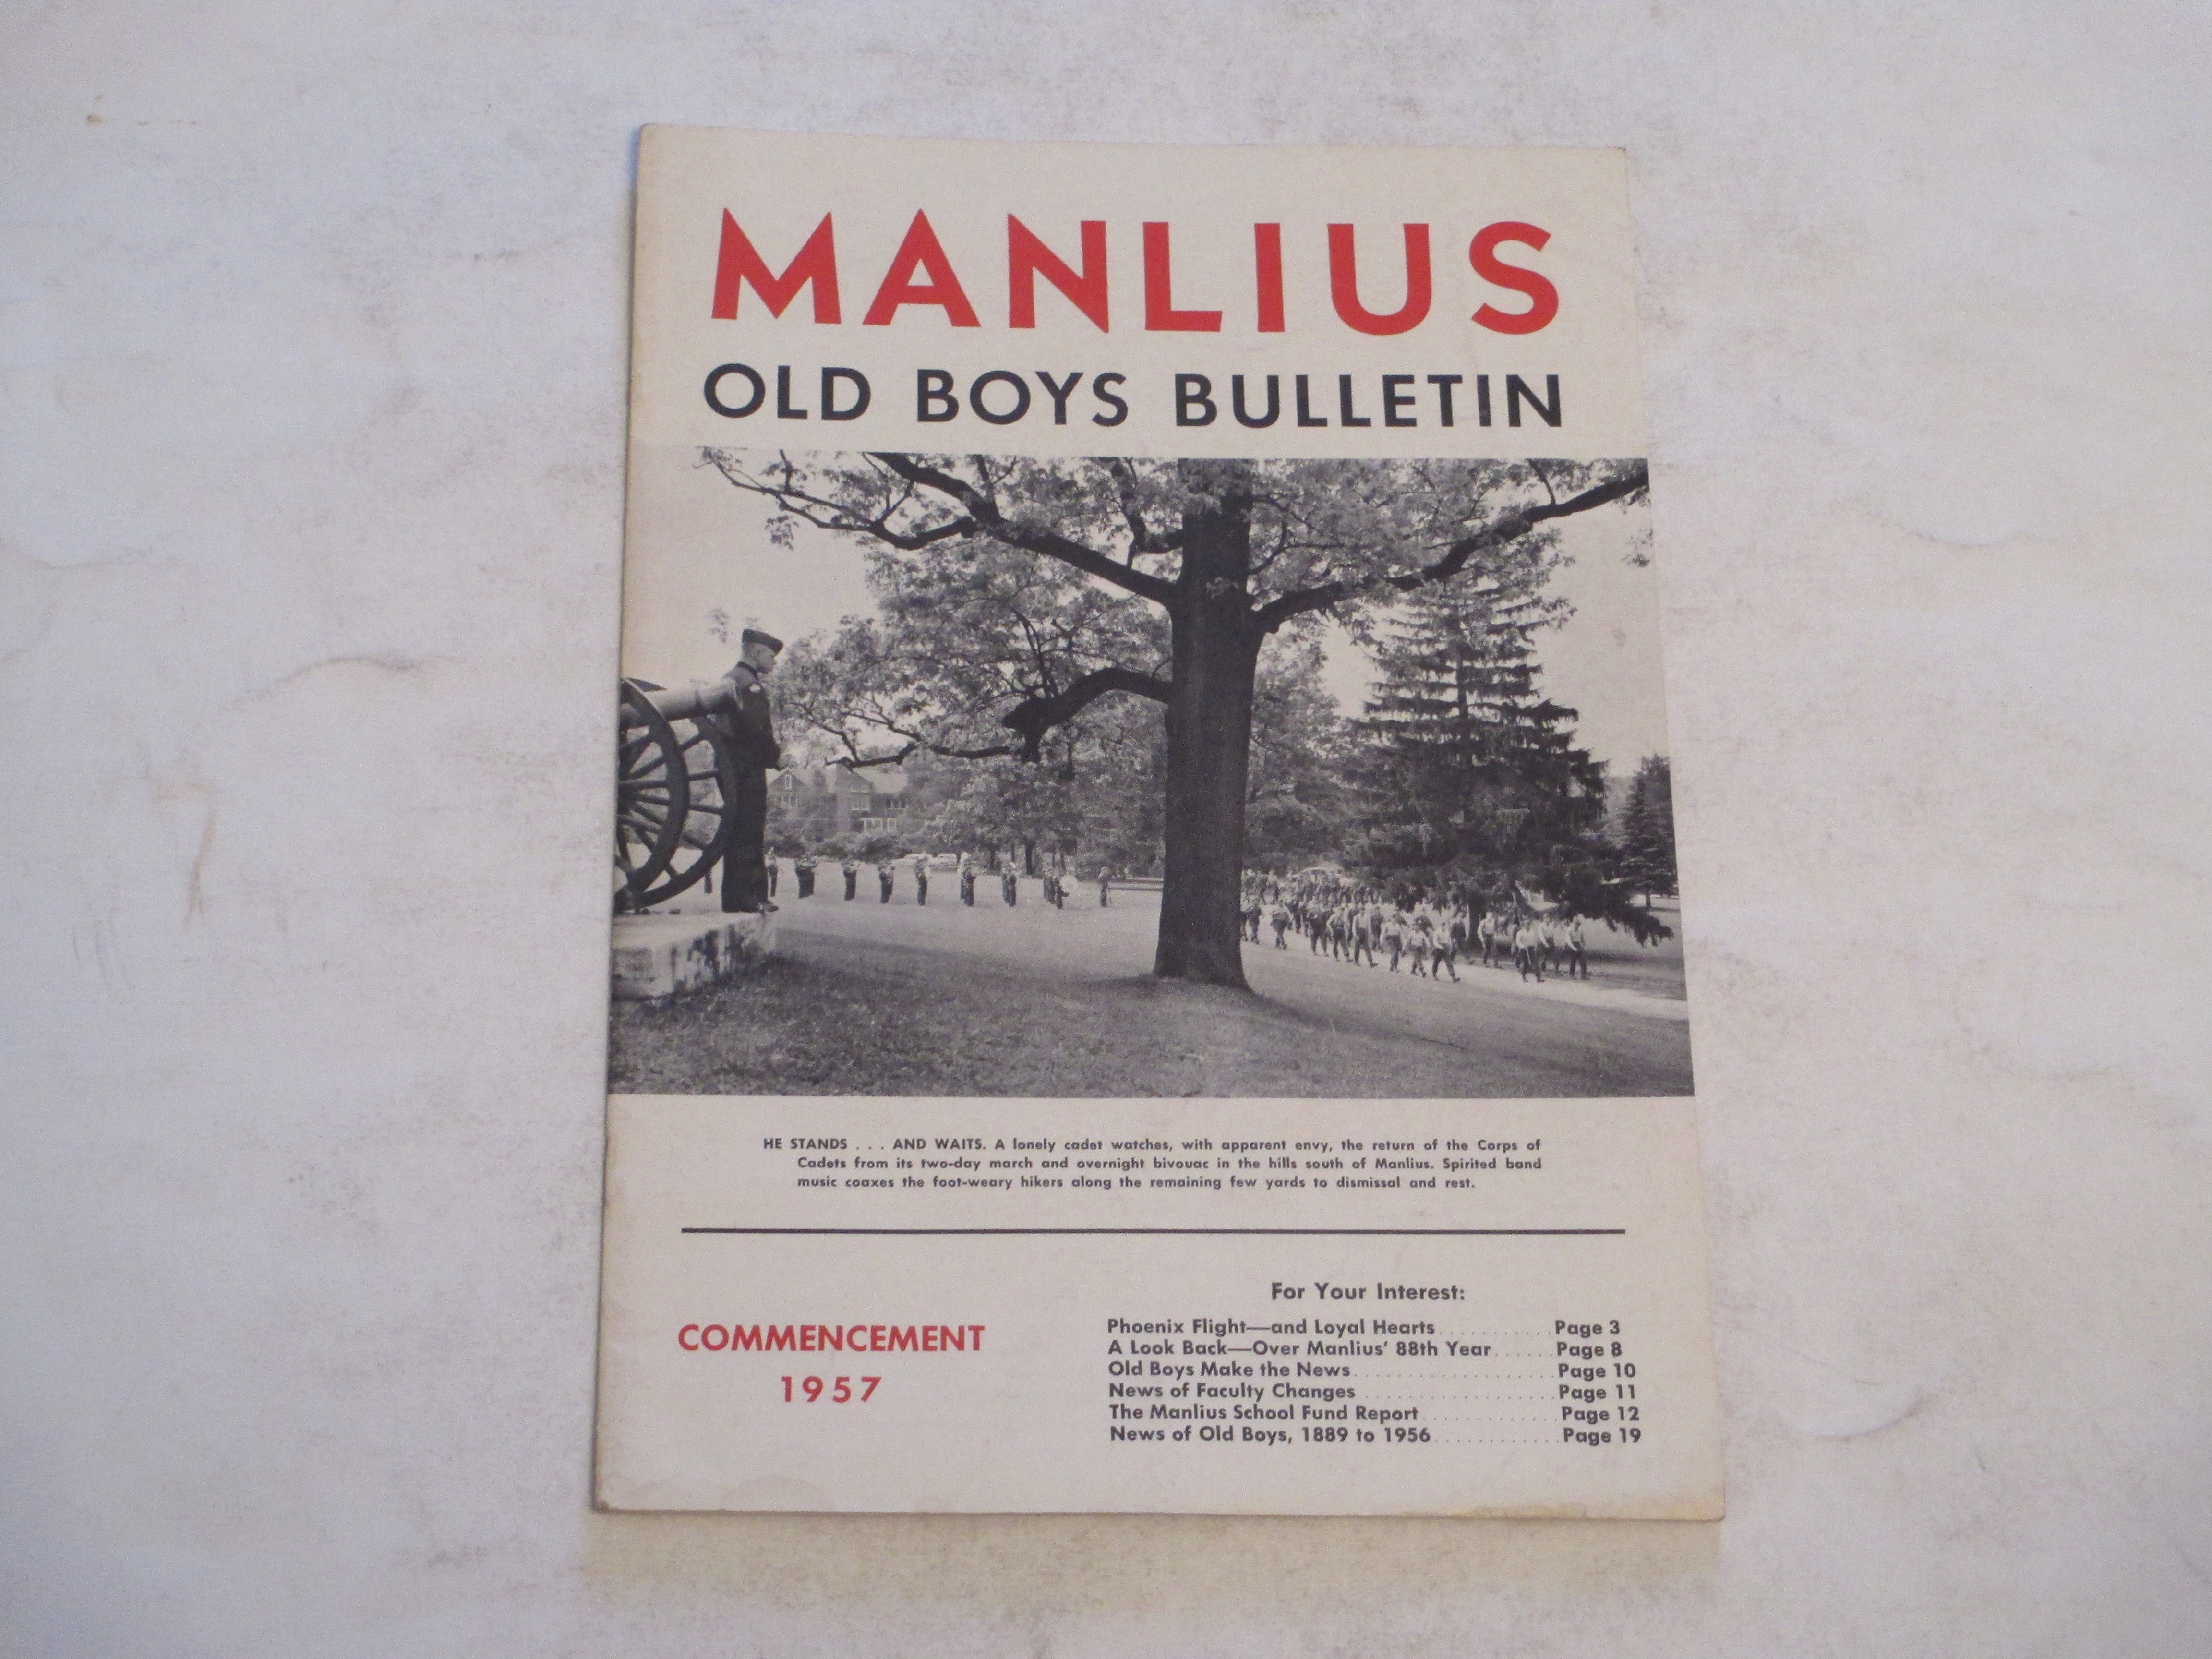 MANLIUS
OLD BOYS BULLETIN
HE STANDS . . . AND WAITS. A lonely cadet watches, with apparent envy, the return of the Corps of
Cadets from its two-day march and overnight bivouac in the hills south of Manlius. Spirited band
music coaxes the foot-weary hikers along the remaining few yards to dismissal and rest.
COMMENCEMENT
1957
For Your Interest:
Phoenix Flight—and Loyal Hearts . . . . . . . . . . . Page 3
A Look Back—Over Manlius' 88th Year . . . . . . Page 8
Old Boys Make the News . . . . . . . . . . . . . . . . . . . Page 10
News of Faculty Changes . . . . . . . . . . . . . . . . . . Page 11
The Manlius School Fund Report . . . . . . . . . . . . . Page 12
News of Old Boys, 1889 to 1956 . . . . . . . . . . . . Page 19